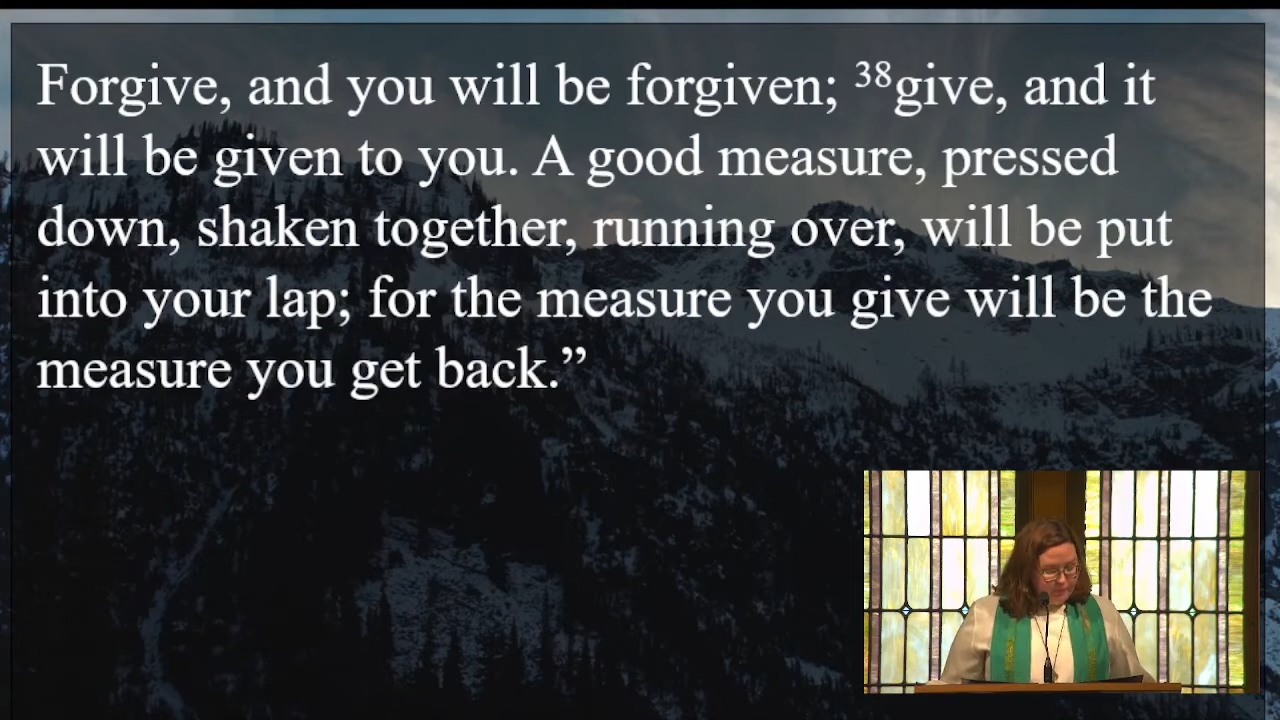 Forgive, and you will be forgiven; ³⁸give, and it
will be given to you. A good measure, pressed
down, shaken together, running over, will be put
into your lap; for the measure you give will be the
measure you get back.”